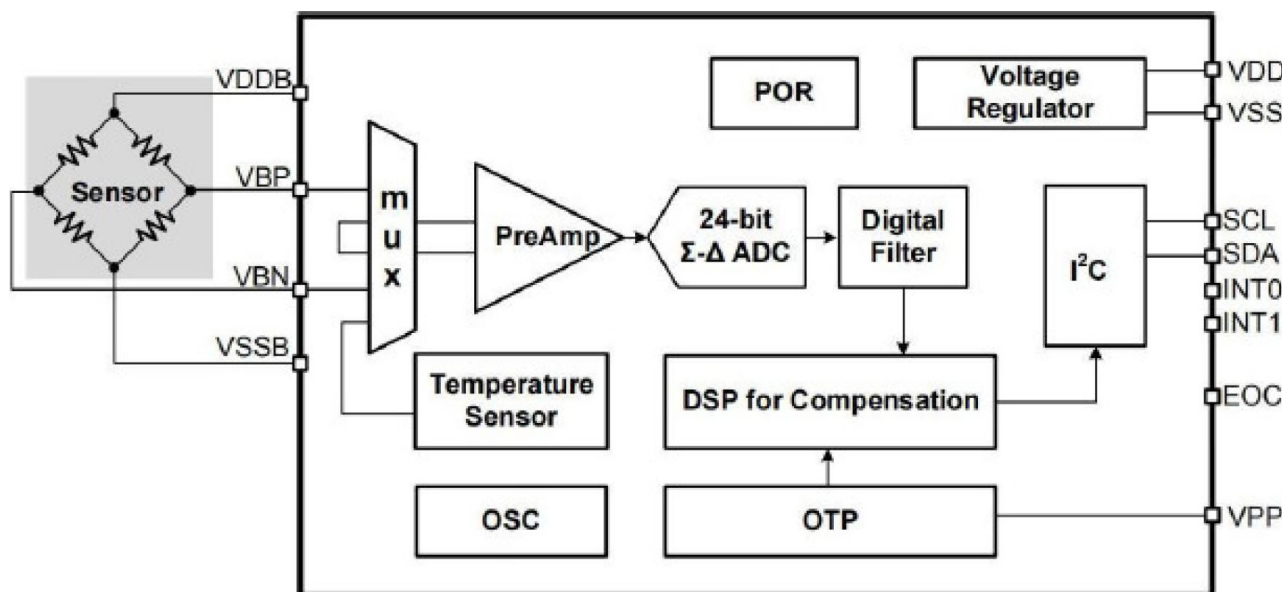 VDDB
VBP
VBN
VSSB
Sensor
mux
PreAmp
24-bit
Σ-Δ ADC
Digital
Filter
POR
Voltage
Regulator
I²C
Temperature
Sensor
DSP for Compensation
OSC
OTP
VDD
VSS
SCL
SDA
INT0
INT1
EOC
VPP